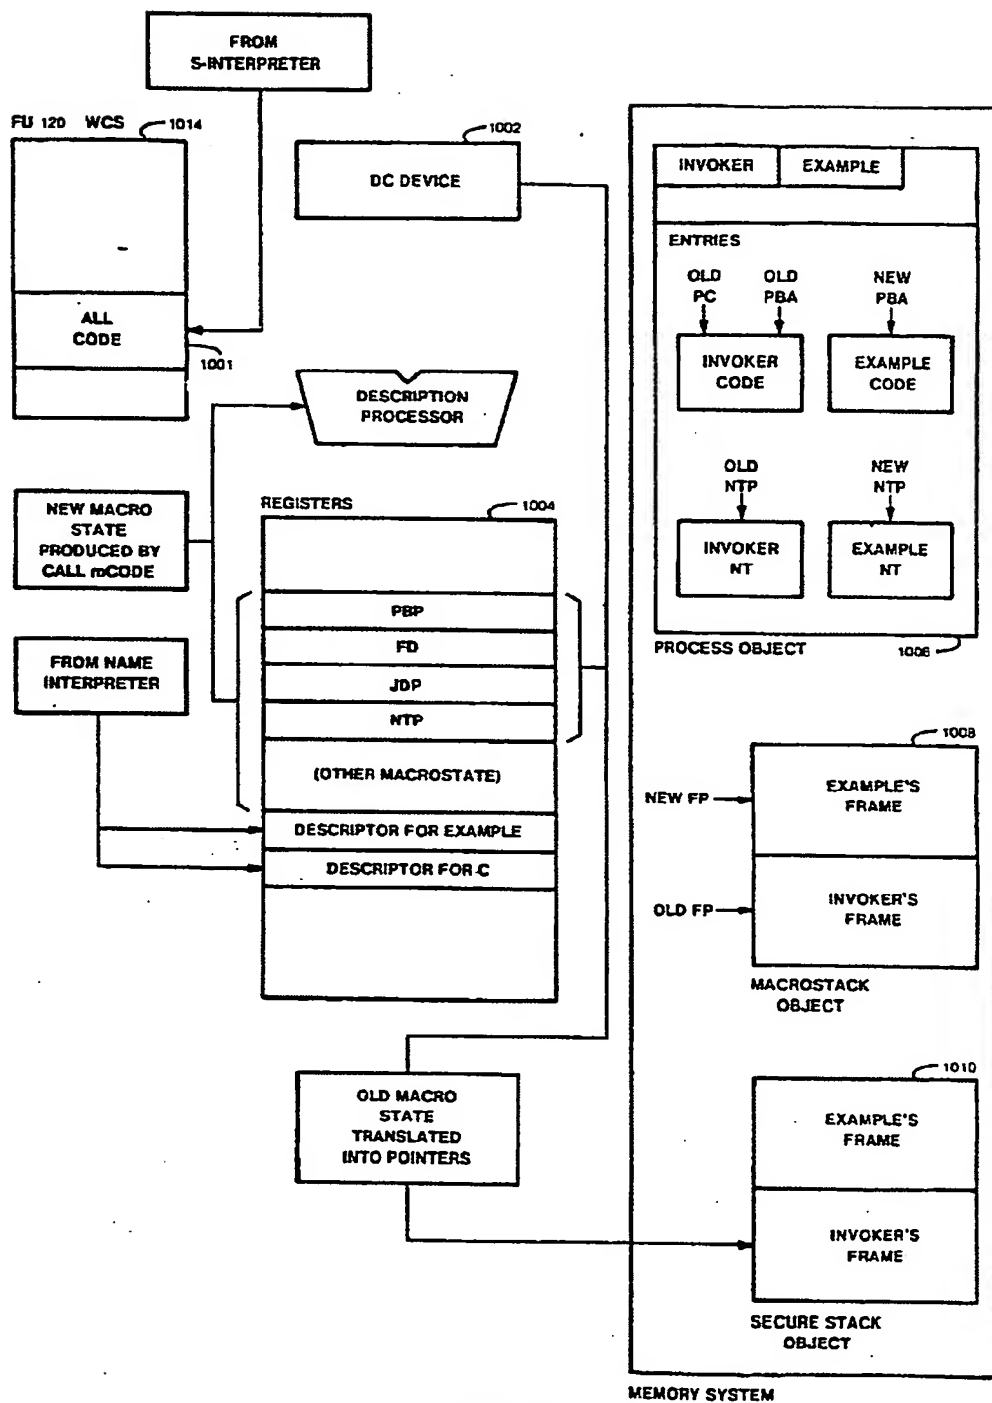 FROM
S-INTERPRETER
FU 120 WCS
1014
ALL
CODE
1001
1002
DC DEVICE
DESCRIPTION
PROCESSOR
NEW MACRO
STATE
PRODUCED BY
CALL mCODE
FROM NAME
INTERPRETER
REGISTERS
1004
PBP
FD
JDP
NTP
(OTHER MACROSTATE)
DESCRIPTOR FOR EXAMPLE
DESCRIPTOR FOR C
OLD MACRO
STATE
TRANSLATED
INTO POINTERS
INVOKER
EXAMPLE
ENTRIES
OLD
PC
OLD
PBA
NEW
PBA
INVOKER
CODE
EXAMPLE
CODE
OLD
NTP
NEW
NTP
INVOKER
NT
EXAMPLE
NT
PROCESS OBJECT
1006
1008
NEW FP
EXAMPLE'S
FRAME
OLD FP
INVOKER'S
FRAME
MACROSTACK
OBJECT
1010
EXAMPLE'S
FRAME
INVOKER'S
FRAME
SECURE STACK
OBJECT
MEMORY SYSTEM